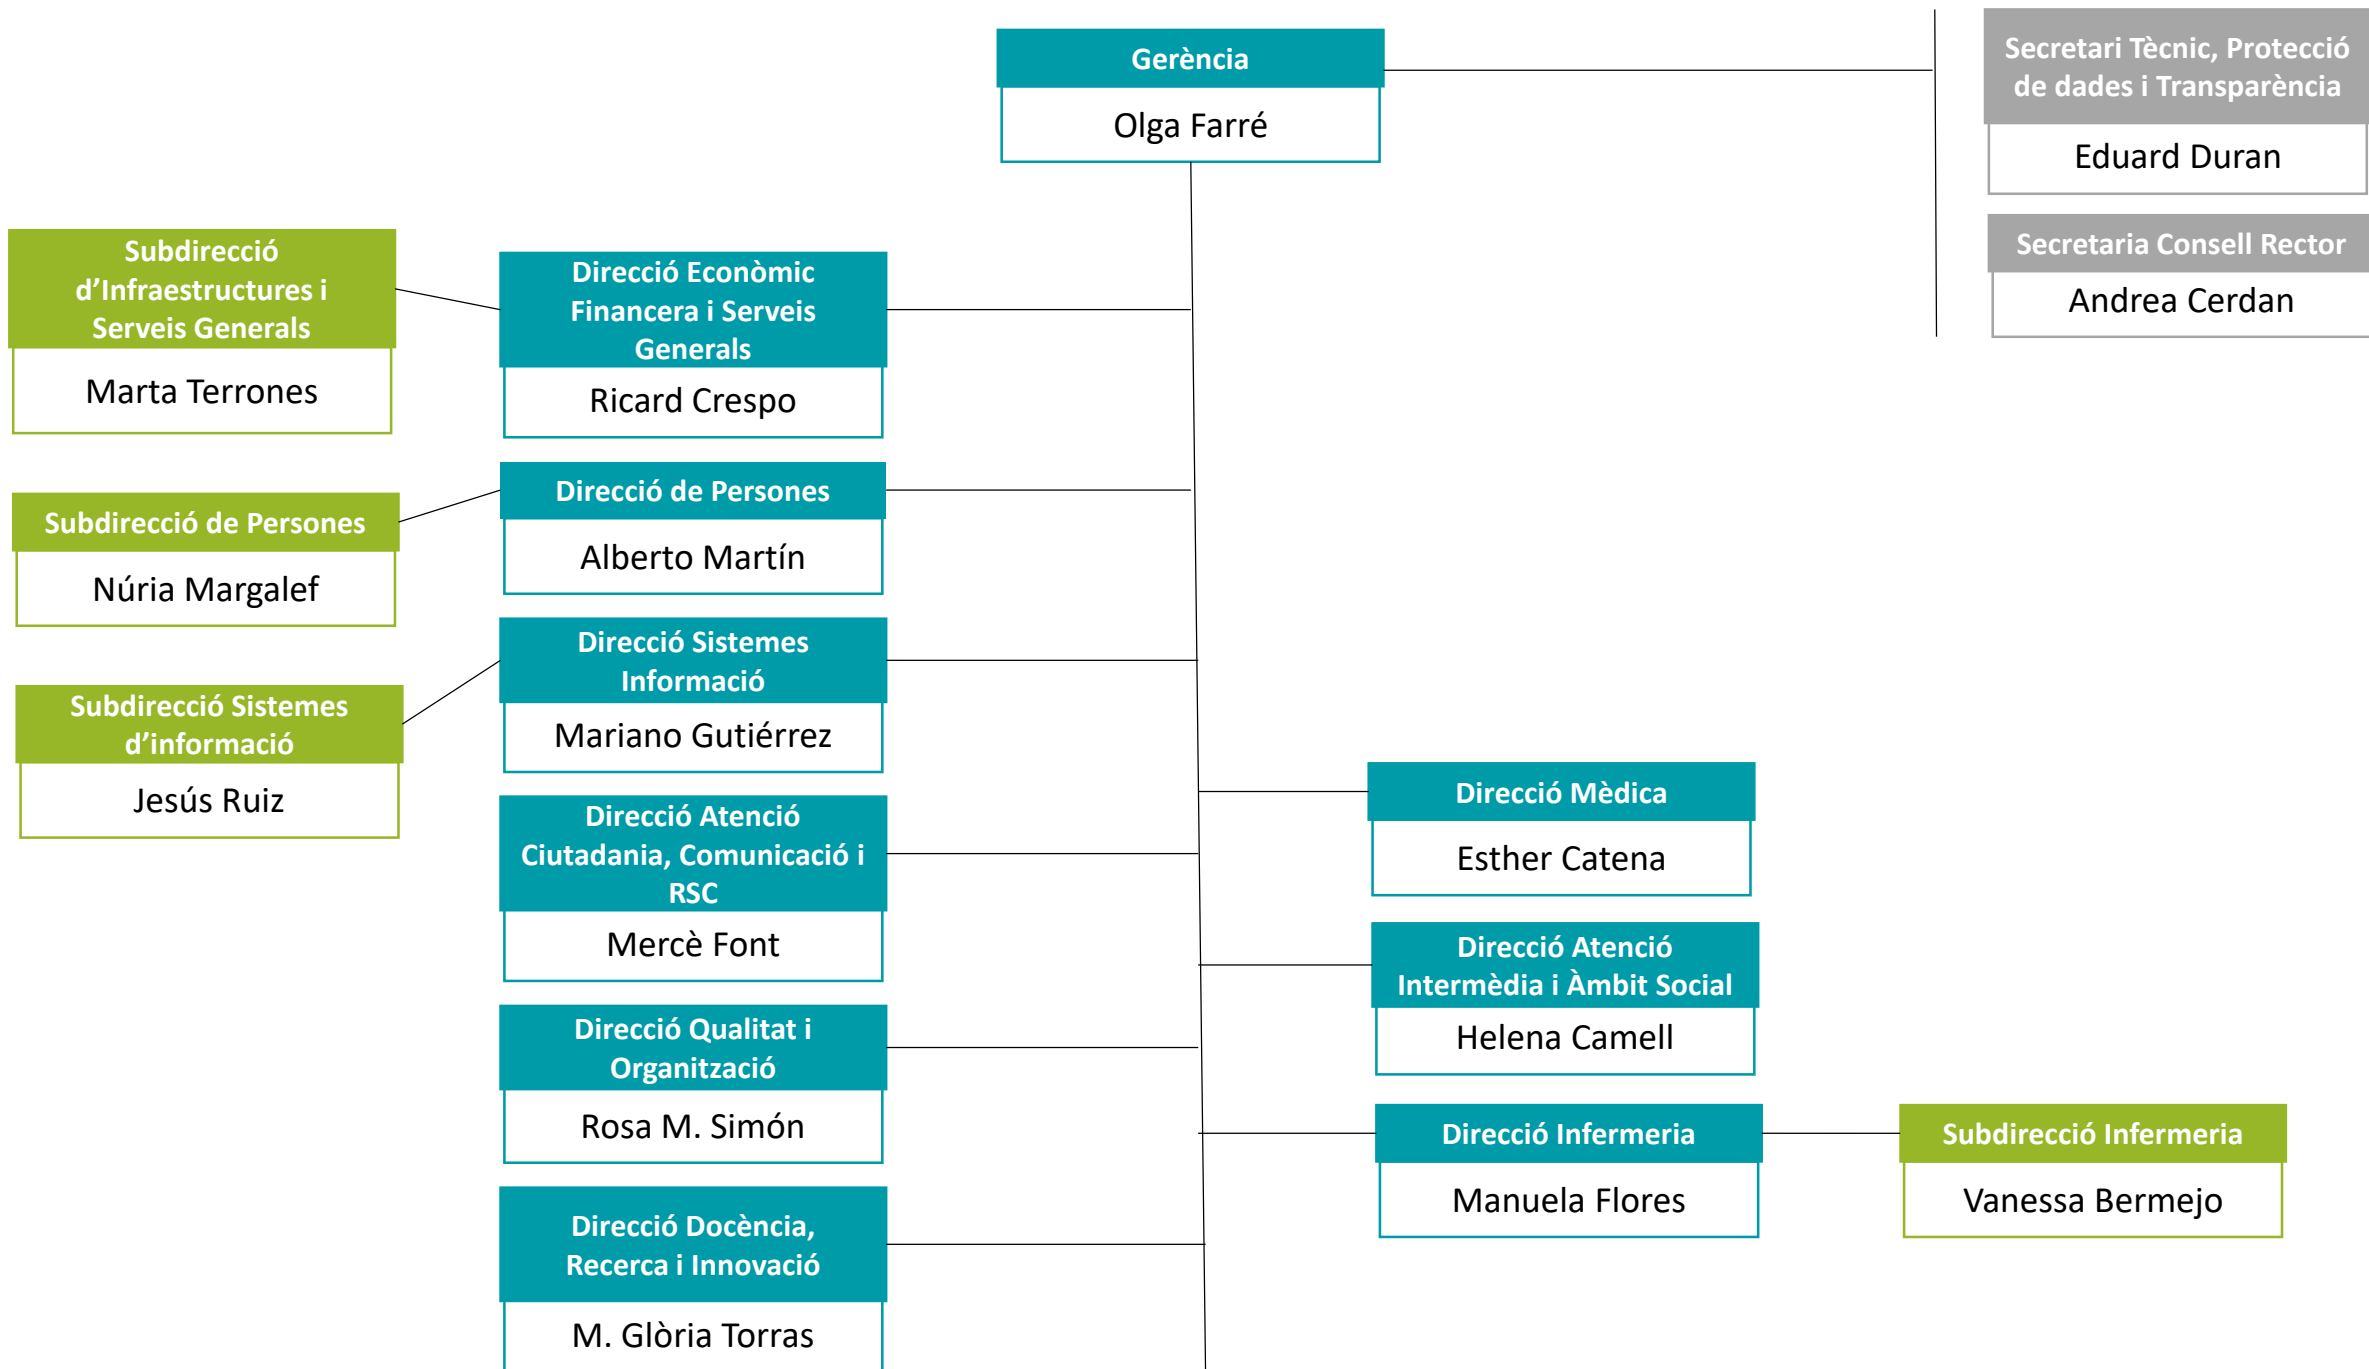 Gerència
Olga Farré
Secretari Tècnic, Protecció
de dades i Transparència
Eduard Duran
Secretaria Consell Rector
Andrea Cerdan
Subdirecció
d’Infraestructures i
Serveis Generals
Marta Terrones
Direcció Econòmic
Financera i Serveis
Generals
Ricard Crespo
Subdirecció de Persones
Núria Margalef
Direcció de Persones
Alberto Martín
Subdirecció Sistemes
d’informació
Jesús Ruiz
Direcció Sistemes
Informació
Mariano Gutiérrez
Direcció Atenció
Ciutadania, Comunicació i
RSC
Mercè Font
Direcció Qualitat i
Organització
Rosa M. Simón
Direcció Docència,
Recerca i Innovació
M. Glòria Torras
Direcció Mèdica
Esther Catena
Direcció Atenció
Intermèdia i Àmbit Social
Helena Camell
Direcció Infermeria
Manuela Flores
Subdirecció Infermeria
Vanessa Bermejo